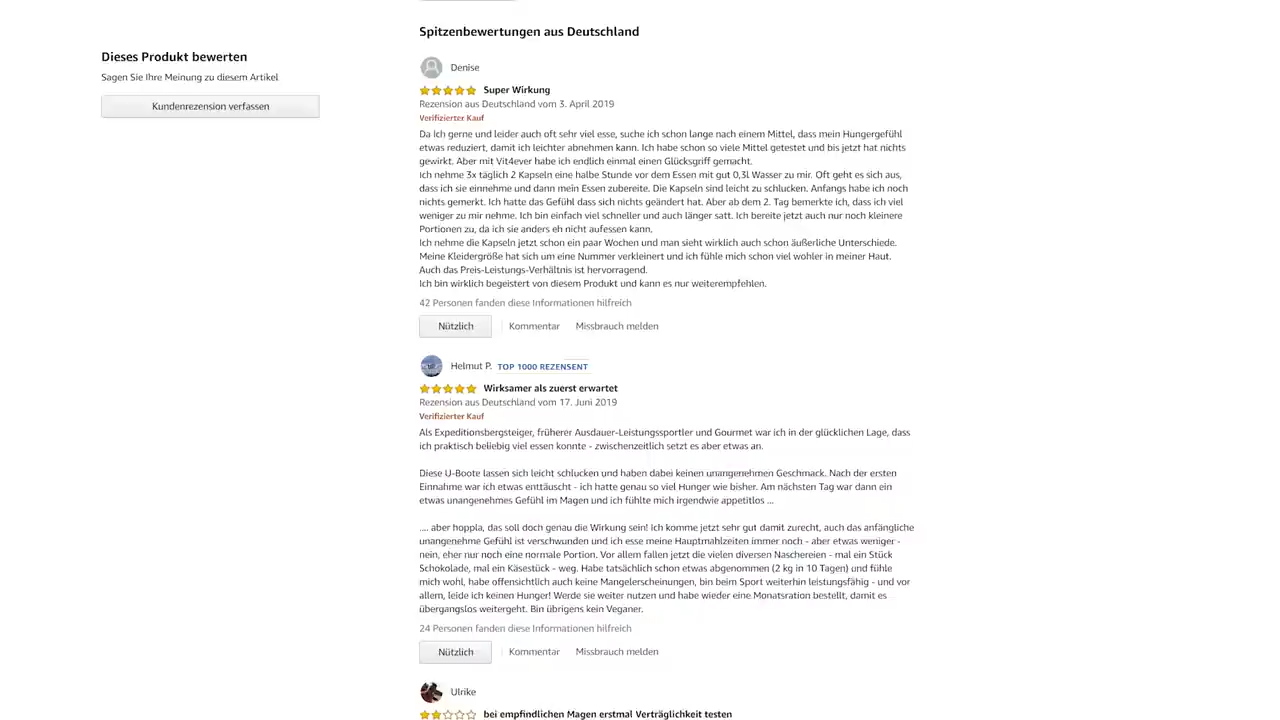 Spitzenbewertungen aus Deutschland
Dieses Produkt bewerten
Sagen Sie Ihre Meinung zu diesem Artikel
Kundenrezension verfassen
Denise
Super Wirkung
Rezension aus Deutschland vom 3. April 2019
Verifizierter Kauf
Da Ich gerne und leider auch oft sehr viel esse, suche ich schon lange nach einem Mittel, dass mein Hungergefühl
etwas reduziert, damit ich leichter abnehmen kann. Ich habe schon so viele Mittel getestet und bis jetzt hat nichts
gewirkt. Aber mit Vit4ever habe ich endlich einmal einen Glücksgriff gemacht.
Ich nehme 3x täglich 2 Kapseln eine halbe Stunde vor dem Essen mit gut 0,3l Wasser zu mir. Oft geht es sich aus,
dass ich sie einnehme und dann mein Essen zubereite. Die Kapseln sind leicht zu schlucken. Anfangs habe ich noch
nichts gemerkt. Ich hatte das Gefühl dass sich nichts geändert hat. Aber ab dem 2. Tag bemerkte ich, dass ich viel
weniger zu mir nehme. Ich bin einfach viel schneller und auch länger satt. Ich bereite jetzt auch nur noch kleinere
Portionen zu, da ich sie anders eh nicht aufessen kann.
Ich nehme die Kapseln jetzt schon ein paar Wochen und man sieht wirklich auch schon äußerliche Unterschiede.
Meine Kleidergröße hat sich um eine Nummer verkleinert und ich fühle mich schon viel wohler in meiner Haut.
Auch das Preis-Leistungs-Verhältnis ist hervorragend.
Ich bin wirklich begeistert von diesem Produkt und kann es nur weiterempfehlen.
42 Personen fanden diese Informationen hilfreich
Nützlich Kommentar Missbrauch melden
Helmut P. TOP 1000 REZENSENT
Wirksamer als zuerst erwartet
Rezension aus Deutschland vom 17. Juni 2019
Verifizierter Kauf
Als Expeditionsbergsteiger, früherer Ausdauer-Leistungssportler und Gourmet war ich in der glücklichen Lage, dass
ich praktisch beliebig viel essen konnte - zwischenzeitlich setzt es aber etwas an.
Diese U-Boote lassen sich leicht schlucken und haben dabei keinen unangenehmen Geschmack. Nach der ersten
Einnahme war ich etwas enttäuscht - ich hatte genau so viel Hunger wie bisher. Am nächsten Tag war dann ein
etwas unangenehmes Gefühl im Magen und ich fühlte mich irgendwie appetitlos ...
.... aber hoppla, das soll doch genau die Wirkung sein! Ich komme jetzt sehr gut damit zurecht, auch das anfängliche
unangenehme Gefühl ist verschwunden und ich esse meine Hauptmahlzeiten immer noch - aber etwas weniger -
nein, eher nur noch eine normale Portion. Vor allem fallen jetzt die vielen diversen Naschereien - mal ein Stück
Schokolade, mal ein Käsestück - weg. Habe tatsächlich schon etwas abgenommen (2 kg in 10 Tagen) und fühle
mich wohl, habe offensichtlich auch keine Mangelerscheinungen, bin beim Sport weiterhin leistungsfähig - und vor
allem, leide ich keinen Hunger! Werde sie weiter nutzen und habe wieder eine Monatsration bestellt, damit es
übergangslos weitergeht. Bin übrigens kein Veganer.
24 Personen fanden diese Informationen hilfreich
Nützlich Kommentar Missbrauch melden
Ulrike
bei empfindlichen Magen erstmal Verträglichkeit testen